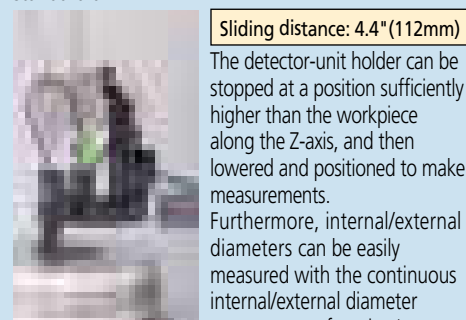 Sliding distance: 4.4"(112mm)
The detector-unit holder can be
stopped at a position sufficiently
higher than the workpiece
along the Z-axis, and then
lowered and positioned to make
measurements.
Furthermore, internal/external
diameters can be easily
measured with the continuous
internal/external diameter